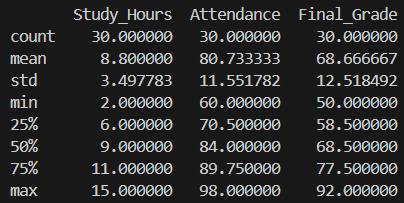 Study_Hours Attendance Final_Grade
count 30.000000 30.000000 30.000000
mean 8.800000 80.733333 68.666667
std 3.497783 11.551782 12.518492
min 2.000000 60.000000 50.000000
25% 6.000000 70.500000 58.500000
50% 9.000000 84.000000 68.500000
75% 11.000000 89.750000 77.500000
max 15.000000 98.000000 92.000000